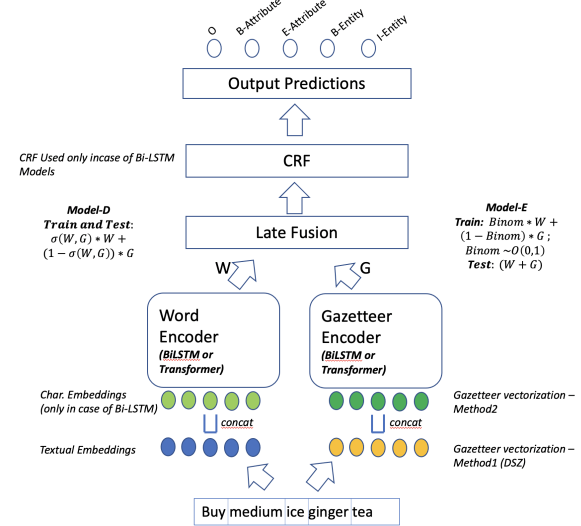 O
B-Attribute
E-Attribute
B-Entity
I-Entity
Output Predictions
CRF Used only incase of Bi-LSTM
Models
CRF
Model-D
Train and Test:
σ(W, G) * W +
(1 − σ(W, G)) * G
Late Fusion
Model-E
Train: Binom * W +
(1 − Binom) * G ;
Binom ~O(0,1)
Test: (W + G)
W
G
Word
Encoder
(BiLSTM or
Transformer)
Gazetteer
Encoder
(BiLSTM or
Transformer)
Char. Embeddings
(only in case of Bi-LSTM)
Gazetteer vectorization –
Method2
concat
concat
Textual Embeddings
Gazetteer vectorization –
Method1 (DSZ)
Buy medium ice ginger tea